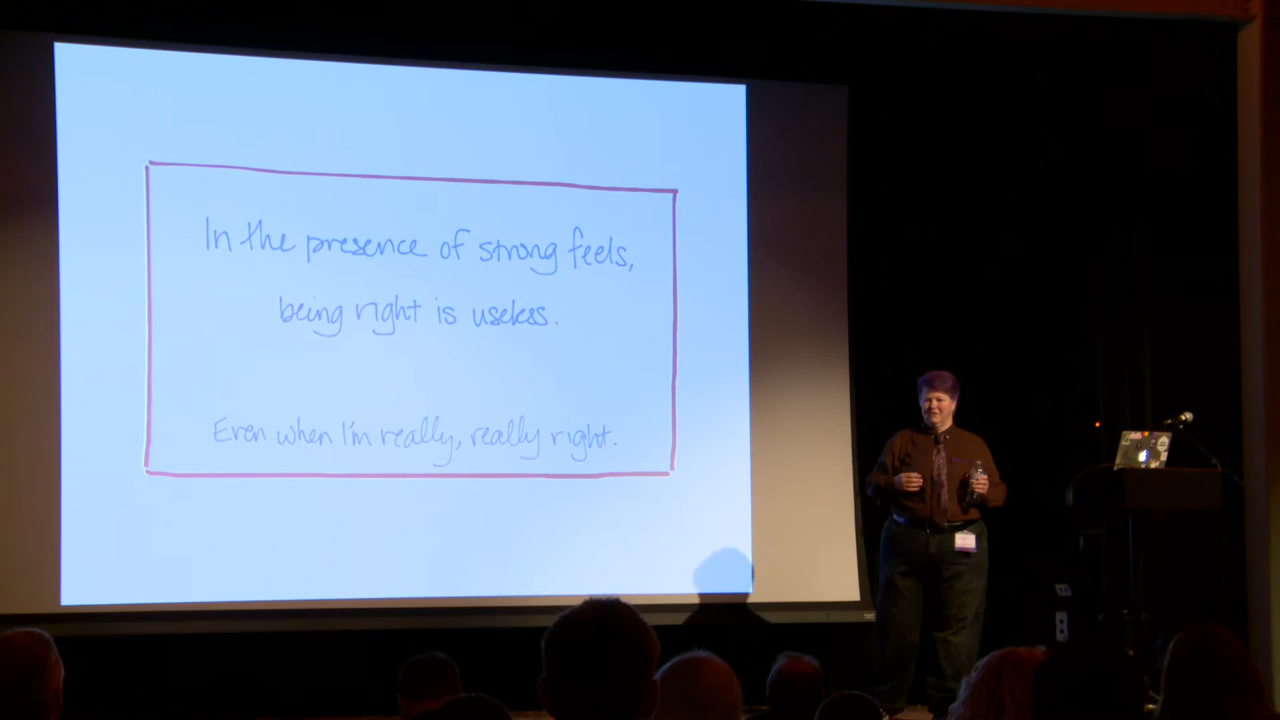 In the presence of strong feels,
being right is useless.
Even when I'm really, really right.